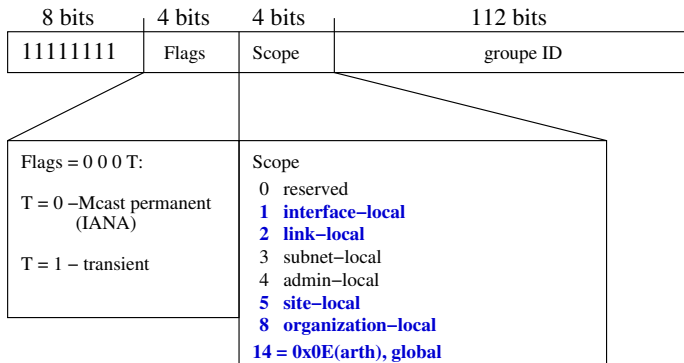 8 bits 4 bits 4 bits 112 bits
11111111 Flags Scope groupe ID
Flags = 0 0 0 T:
T = 0 −Mcast permanent
(IANA)
T = 1 − transient
Scope
0 reserved
1 interface−local
2 link−local
3 subnet−local
4 admin−local
5 site−local
8 organization−local
14 = 0x0E(arth), global